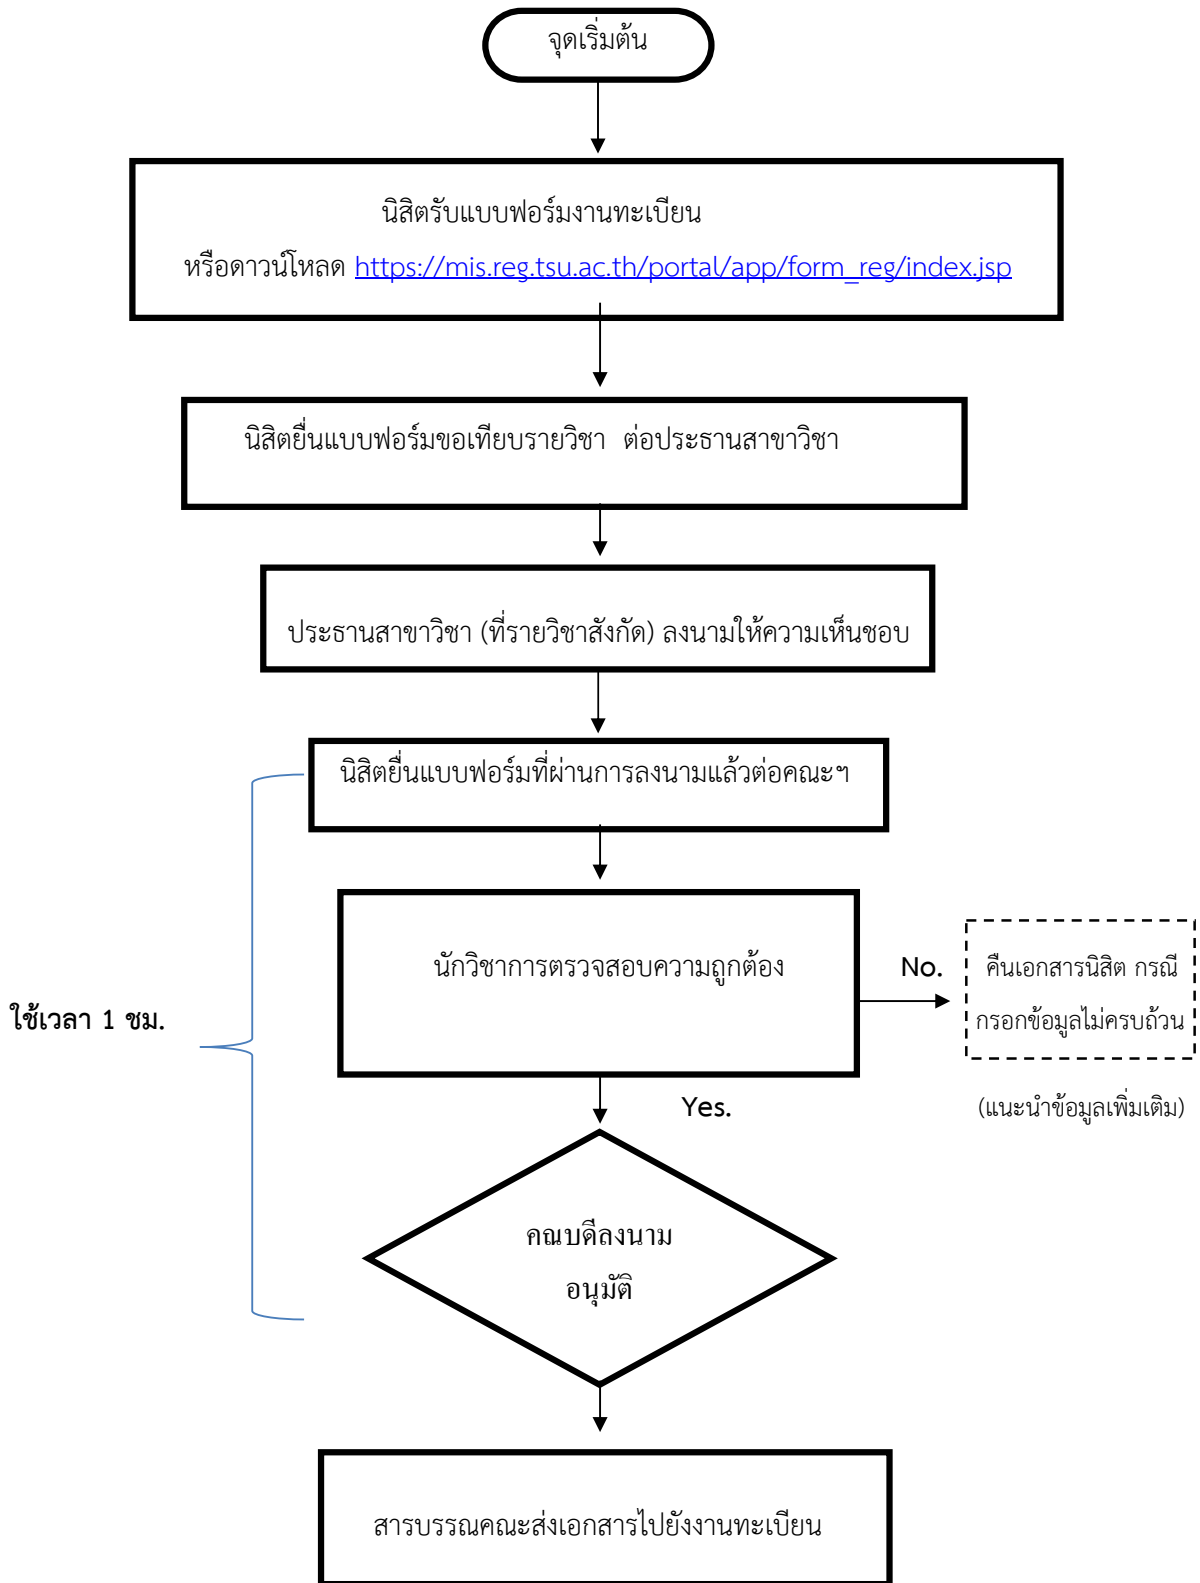 จุดเริ่มต้น
นิสิตรับแบบฟอร์มงานทะเบียน
หรือดาวน์โหลด https://mis.reg.tsu.ac.th/portal/app/form_reg/index.jsp
นิสิตยื่นแบบฟอร์มขอเทียบรายวิชา ต่อประธานสาขาวิชา
ประธานสาขาวิชา (ที่รายวิชาสังกัด) ลงนามให้ความเห็นชอบ
นิสิตยื่นแบบฟอร์มที่ผ่านการลงนามแล้วต่อคณะฯ
นักวิชาการตรวจสอบความถูกต้อง
No.
คืนเอกสารนิสิต กรณี
กรอกข้อมูลไม่ครบถ้วน
(แนะนำข้อมูลเพิ่มเติม)
ใช้เวลา 1 ชม.
Yes.
คณบดีลงนาม
อนุมัติ
สารบรรณคณะส่งเอกสารไปยังงานทะเบียน